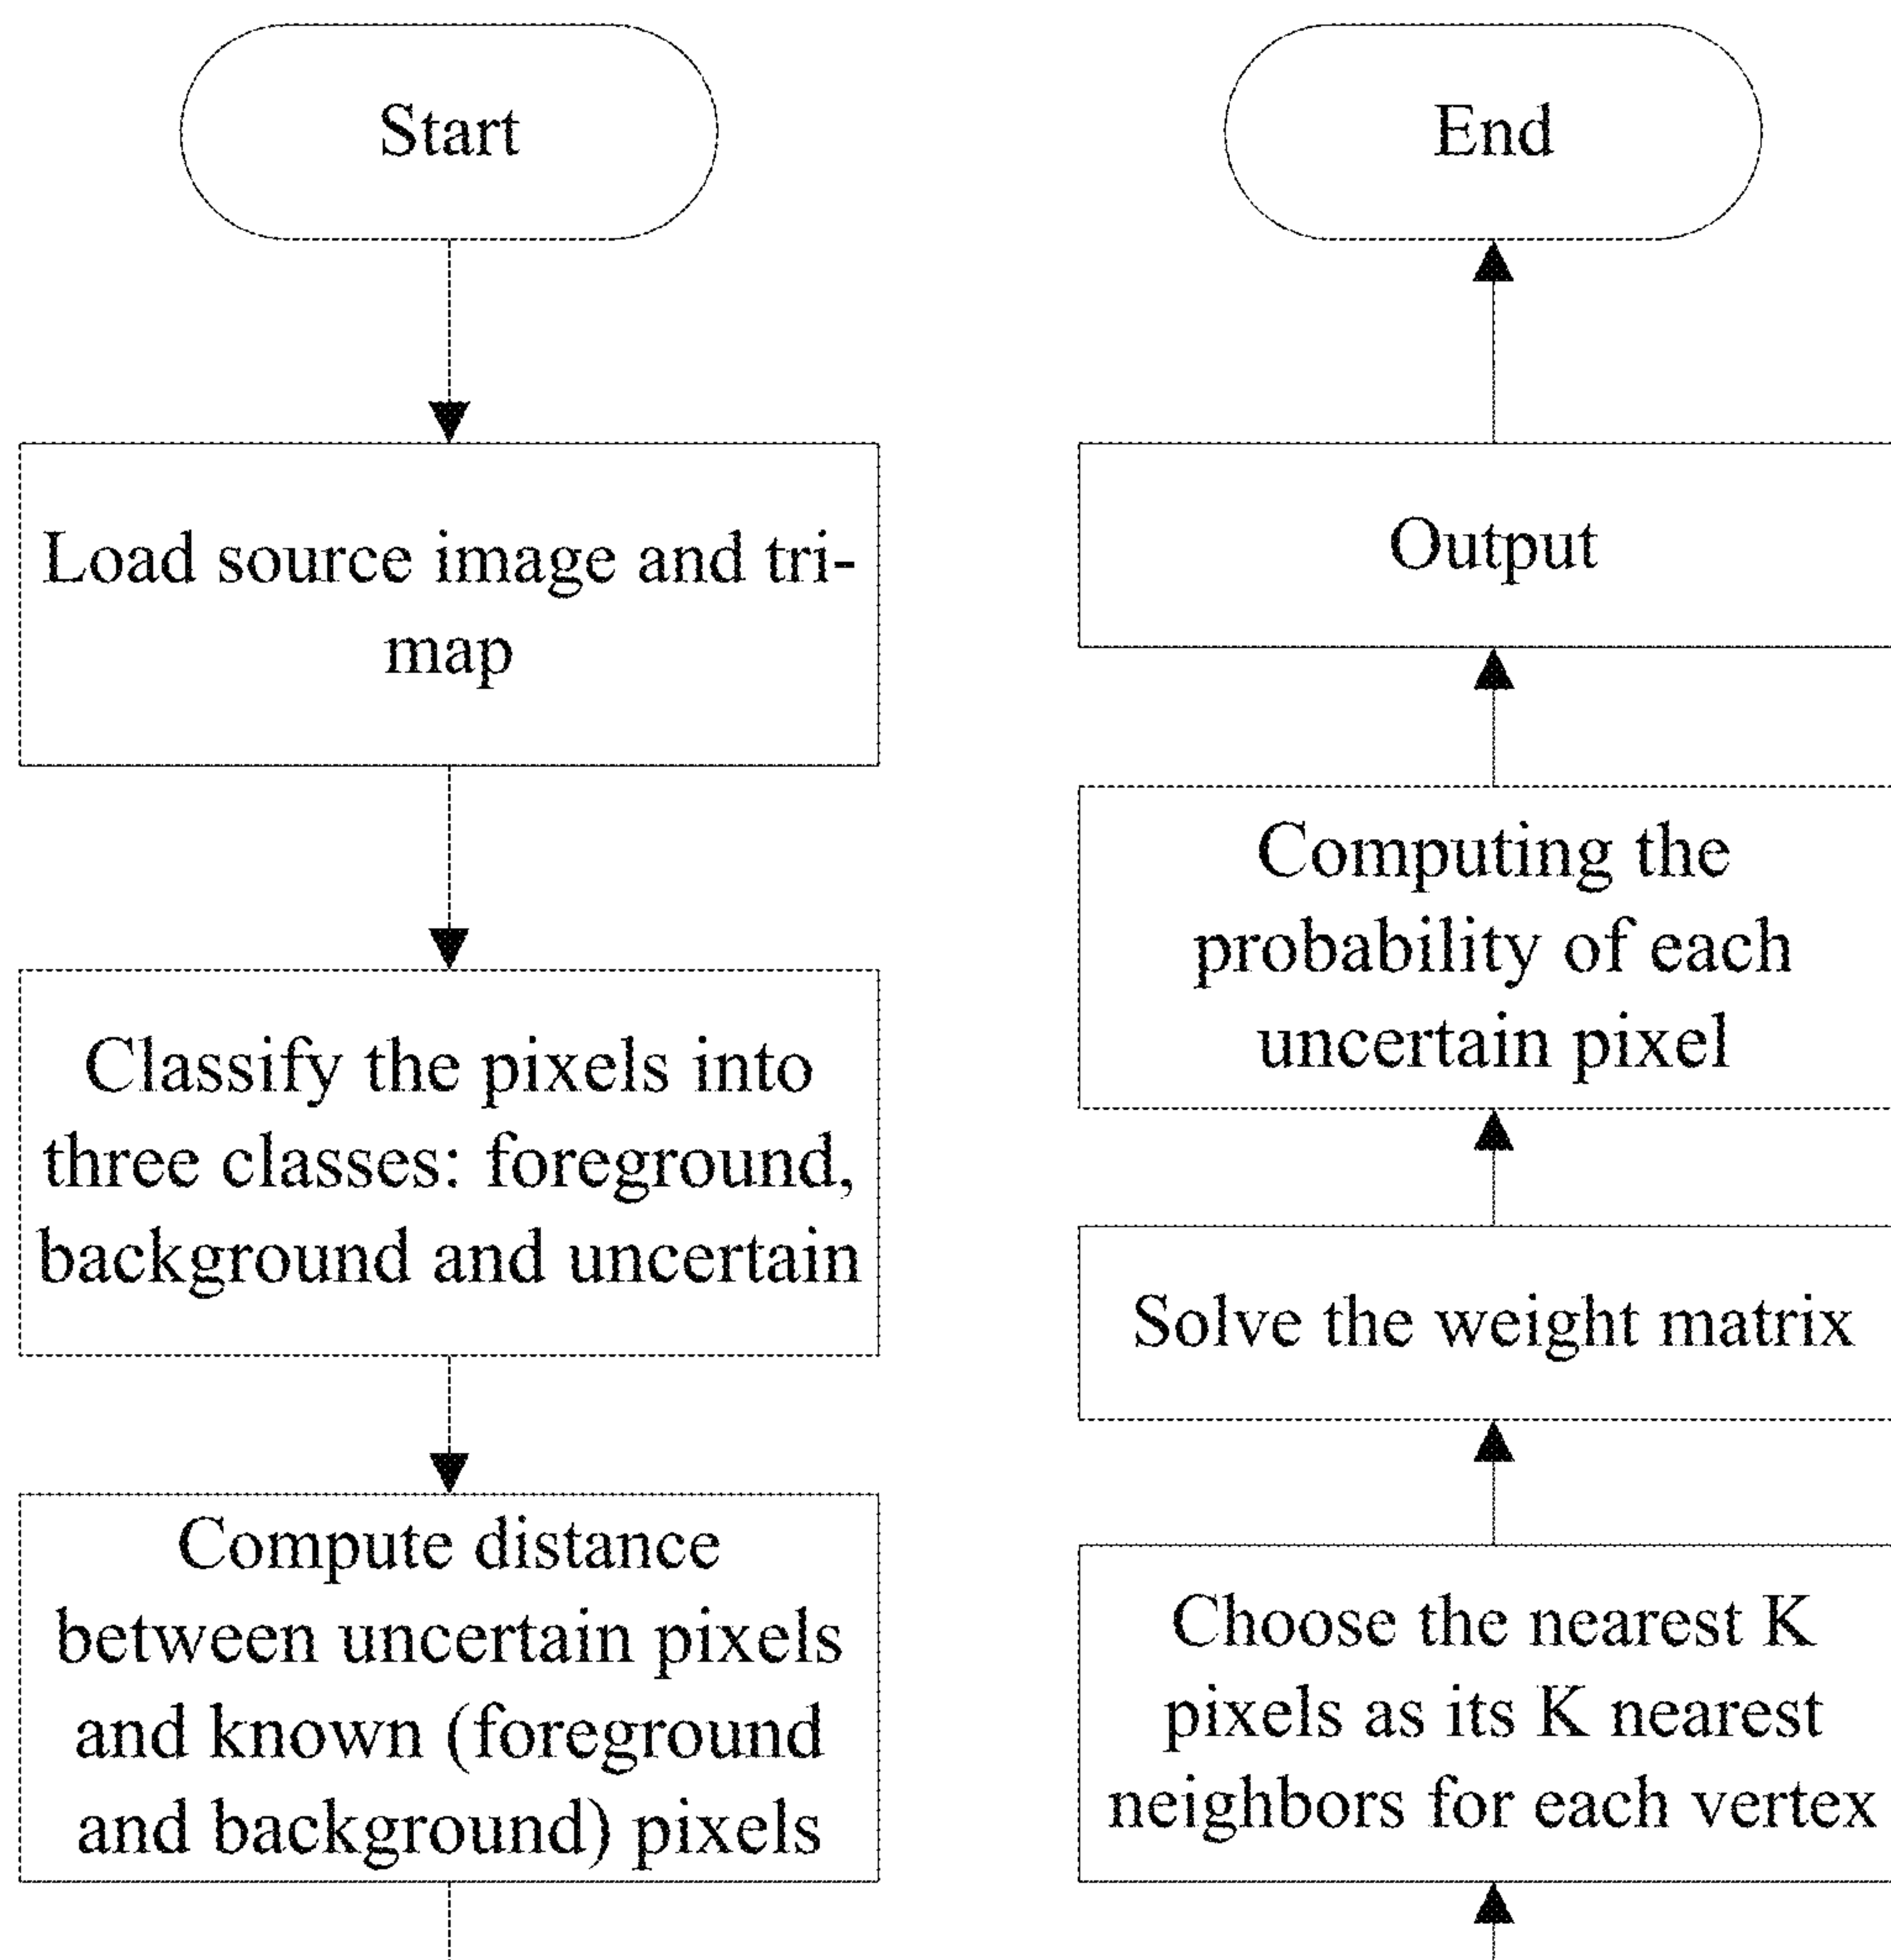 Start
Load source image and tri-
map
Classify the pixels into
three classes: foreground,
background and uncertain
Compute distance
between uncertain pixels
and known (foreground
and background) pixels
Choose the nearest K
pixels as its K nearest
neighbors for each vertex
Solve the weight matrix
Computing the
probability of each
uncertain pixel
Output
End